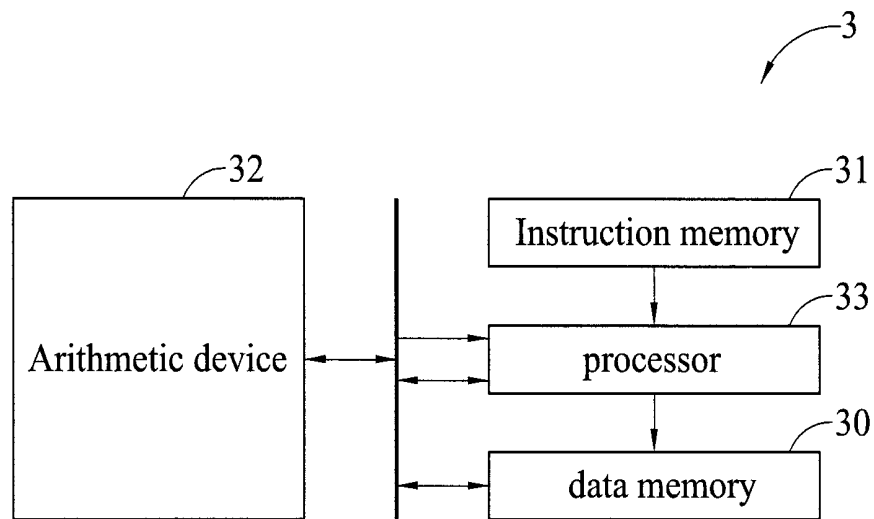 3
32
31
Instruction memory
33
Arithmetic device
processor
30
data memory